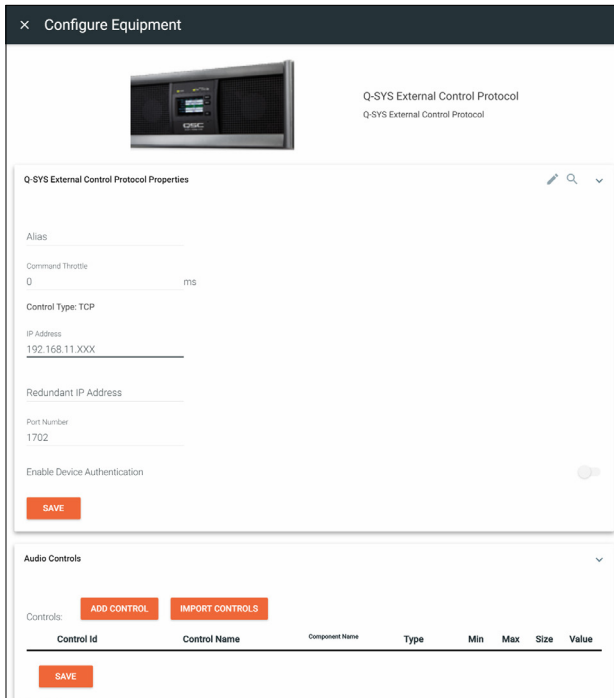 × Configure Equipment
QSC
Q-SYS External Control Protocol
Q-SYS External Control Protocol
Q-SYS External Control Protocol Properties
Alias
Command Throttle
0 ms
Control Type: TCP
IP Address
192.168.11.XXX
Redundant IP Address
Port Number
1702
Enable Device Authentication
SAVE
Audio Controls
Controls: ADD CONTROL IMPORT CONTROLS
Control Id Control Name Component Name Type Min Max Size Value
SAVE